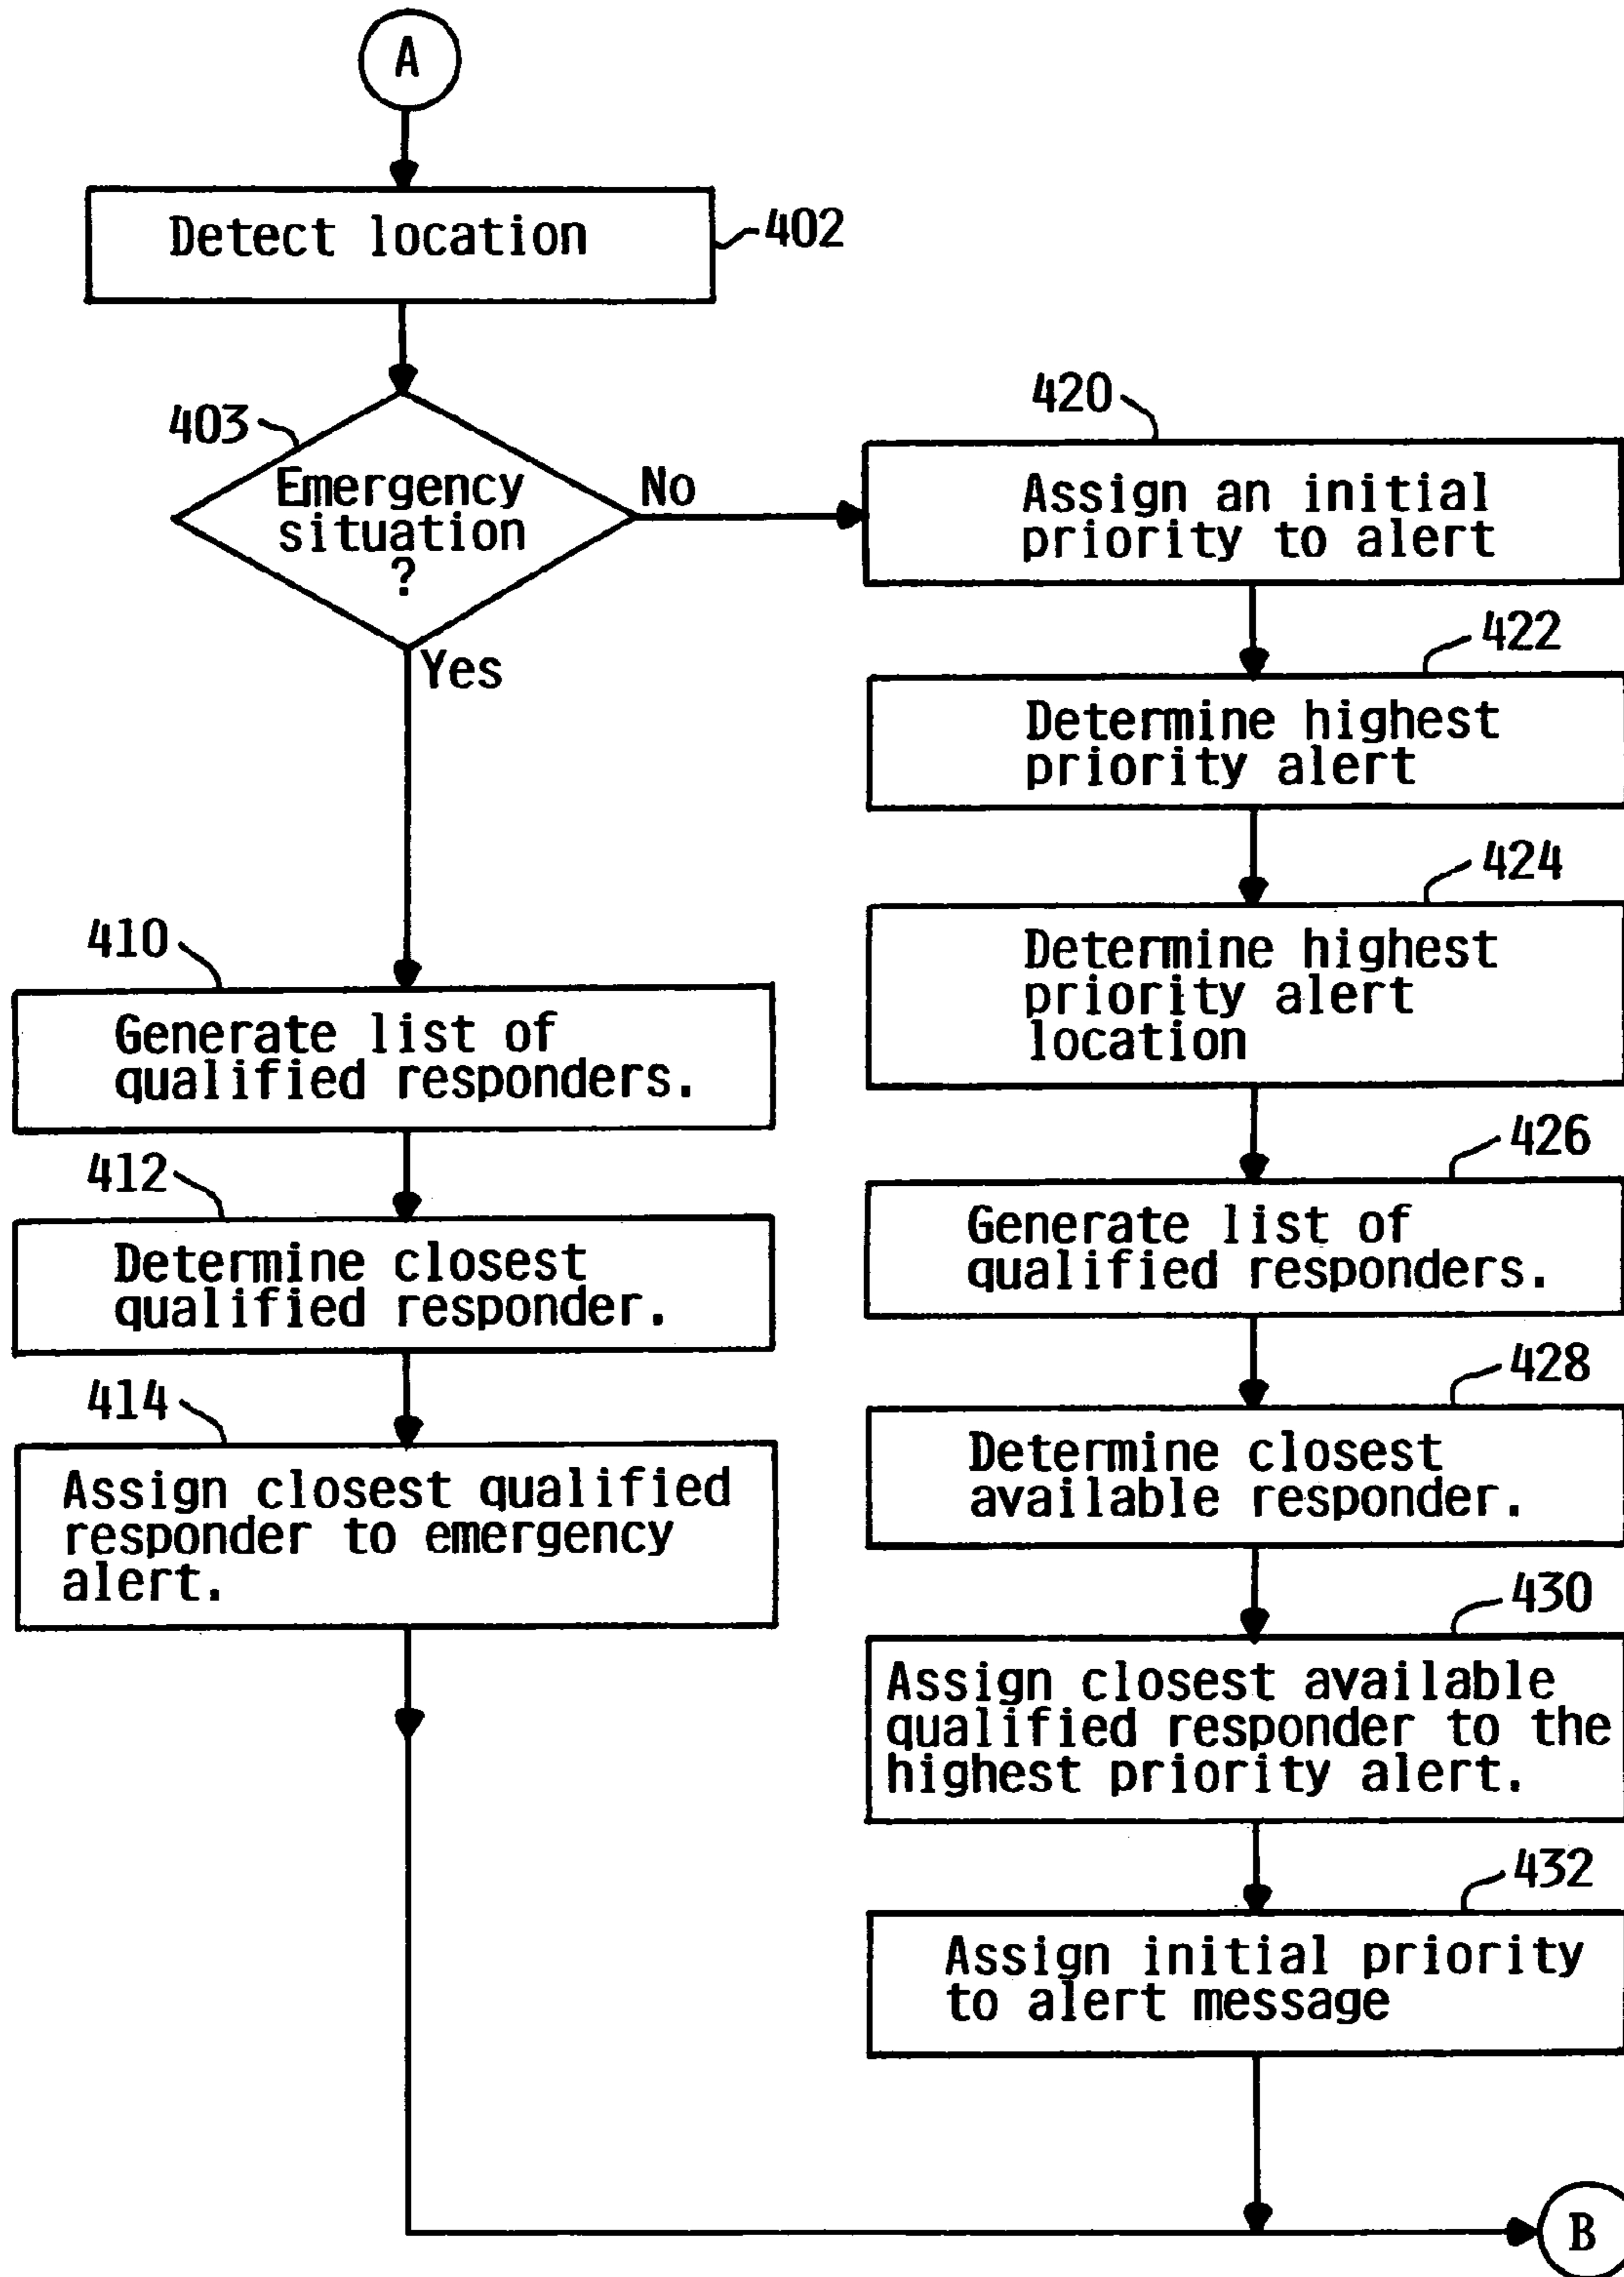 A
Detect location
402
403
Emergency
situation
?
No
Yes
410
Generate list of
qualified responders.
412
Determine closest
qualified responder.
414
Assign closest qualified
responder to emergency
alert.
420
Assign an initial
priority to alert
422
Determine highest
priority alert
424
Determine highest
priority alert
location
426
Generate list of
qualified responders.
428
Determine closest
available responder.
430
Assign closest available
qualified responder to the
highest priority alert.
432
Assign initial priority
to alert message
B